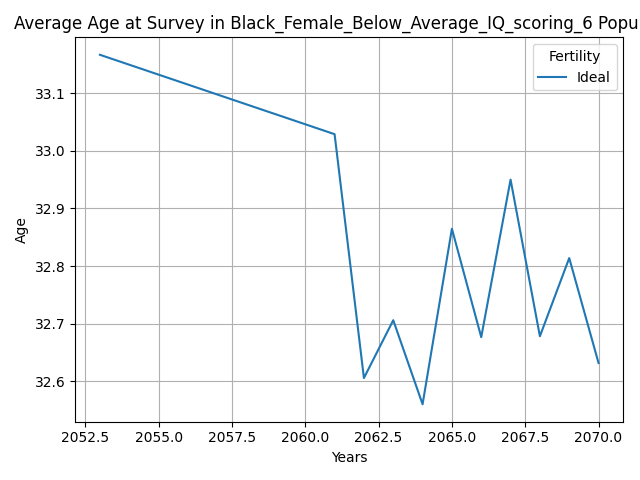 Average Age at Survey in Black_Female_Below_Average_IQ_scoring_6 Popu
Fertility
Ideal
33.1
33.0
32.9
32.8
32.7
32.6
Age
2052.5 2055.0 2057.5 2060.0 2062.5 2065.0 2067.5 2070.0
Years